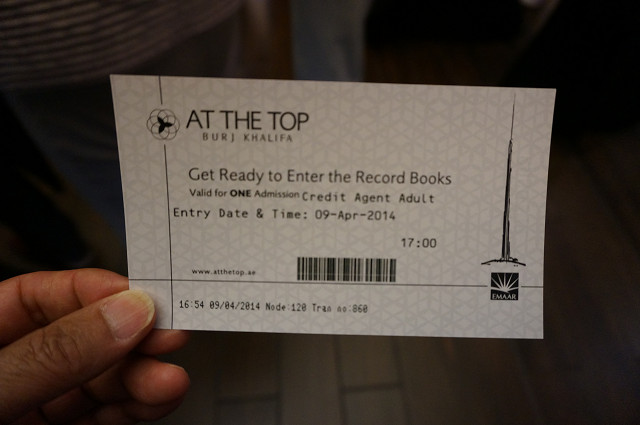 AT THE TOP
BURJ KHALIFA
Get Ready to Enter the Record Books
Valid for ONE Admission Credit Agent Adult
Entry Date & Time: 09-Apr-2014
17:00
www.atthetop.ae
EMAAR
16:54 09/04/2014 Node:120 Tran no:860